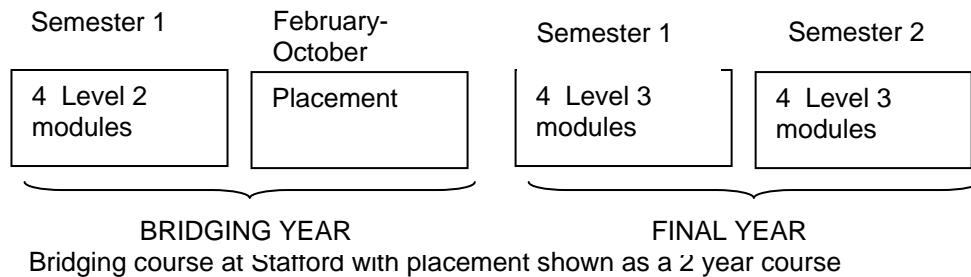 Semester 1
February-
October
Semester 1
Semester 2
4 Level 2
modules
Placement
4 Level 3
modules
4 Level 3
modules
BRIDGING YEAR
FINAL YEAR
Bridging course at Stafford with placement shown as a 2 year course